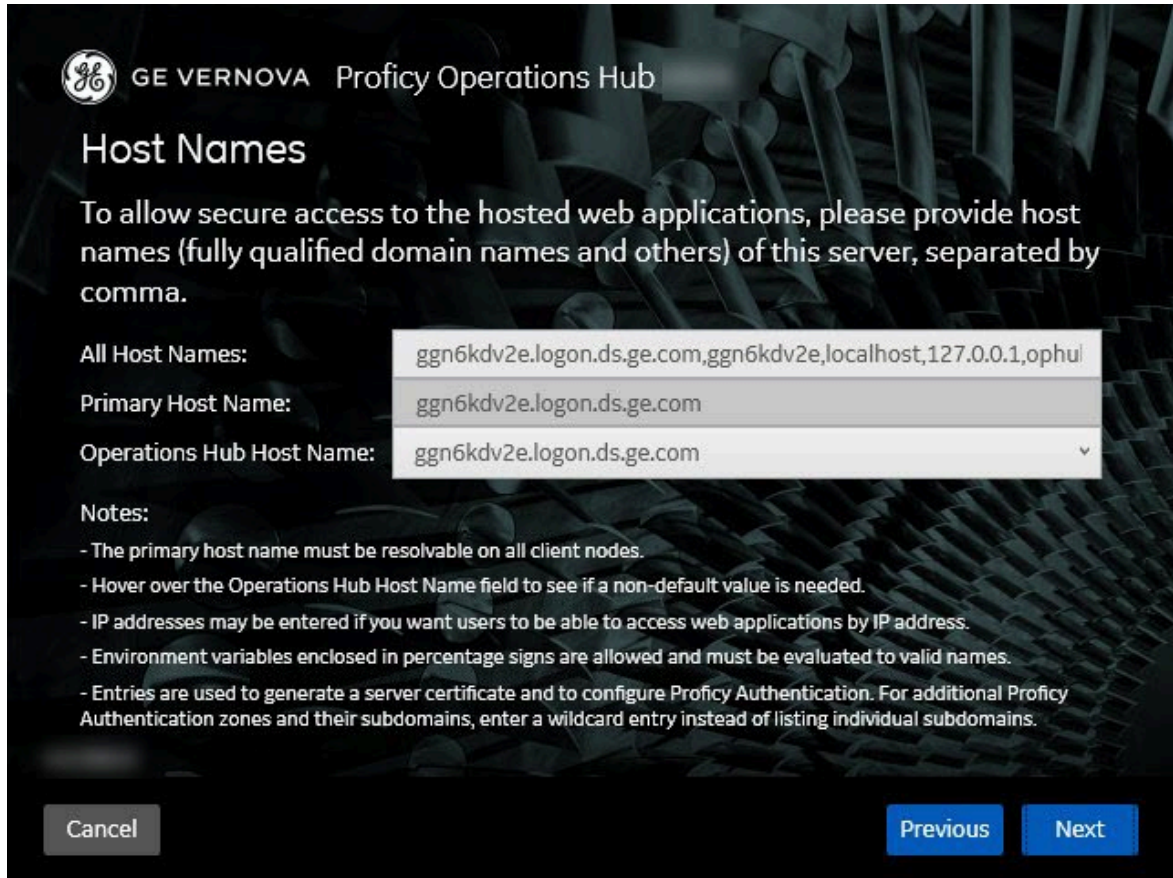 GE VERNOVA Proficy Operations Hub
Host Names
To allow secure access to the hosted web applications, please provide host
names (fully qualified domain names and others) of this server, separated by
comma.
All Host Names: ggn6kdv2e.logon.ds.ge.com,ggn6kdv2e,localhost,127.0.0.1,ophul
Primary Host Name: ggn6kdv2e.logon.ds.ge.com
Operations Hub Host Name: ggn6kdv2e.logon.ds.ge.com
Notes:
- The primary host name must be resolvable on all client nodes.
- Hover over the Operations Hub Host Name field to see if a non-default value is needed.
- IP addresses may be entered if you want users to be able to access web applications by IP address.
- Environment variables enclosed in percentage signs are allowed and must be evaluated to valid names.
- Entries are used to generate a server certificate and to configure Proficy Authentication. For additional Proficy
Authentication zones and their subdomains, enter a wildcard entry instead of listing individual subdomains.
Cancel Previous Next